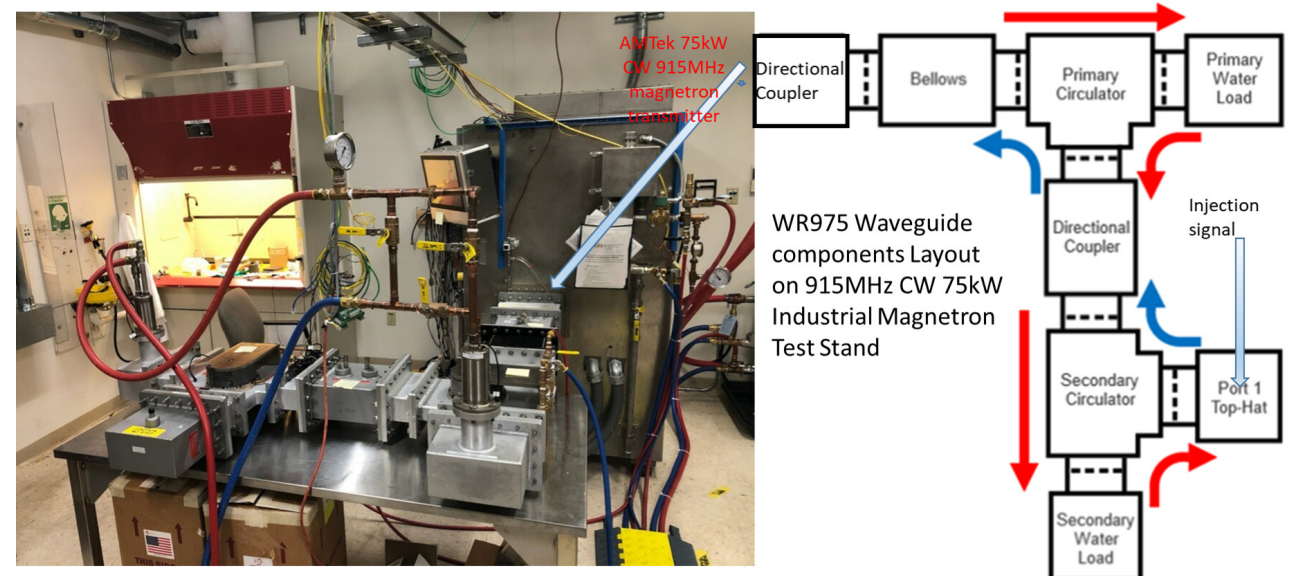 AMTek 75kW
CW 915MHz
magnetron
transmitter
Directional
Coupler
Bellows
Primary
Circulator
Primary
Water
Load
Directional
Coupler
Injection
signal
WR975 Waveguide
components Layout
on 915MHz CW 75kW
Industrial Magnetron
Test Stand
Secondary
Circulator
Port 1
Top-Hat
Secondary
Water
Load
THIS SIDE